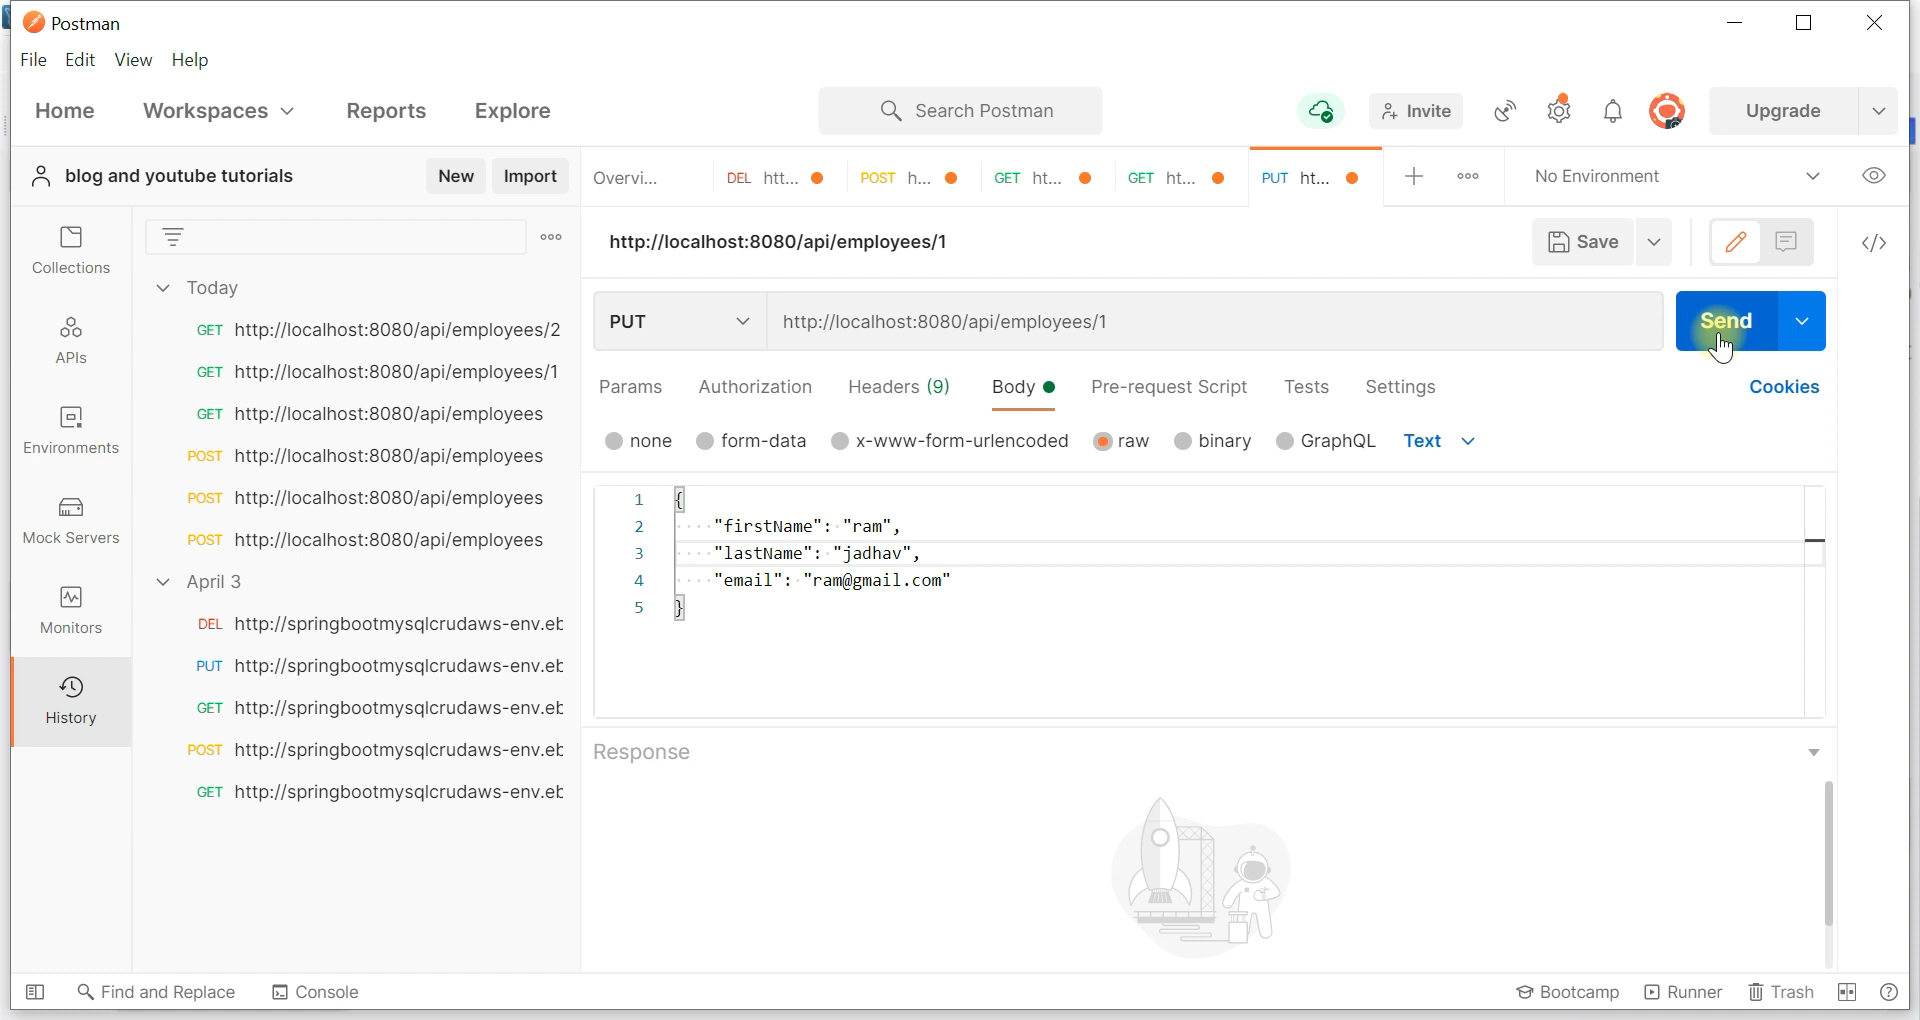 Postman
File Edit View Help
Home Workspaces Reports Explore Search Postman Invite Upgrade
blog and youtube tutorials New Import Overvi... DEL htt... POST h... GET ht... GET ht... PUT ht... No Environment
http://localhost:8080/api/employees/1 Save
Collections
APIs
Environments
Mock Servers
Monitors
History
Today
GET http://localhost:8080/api/employees/2
GET http://localhost:8080/api/employees/1
GET http://localhost:8080/api/employees
POST http://localhost:8080/api/employees
POST http://localhost:8080/api/employees
POST http://localhost:8080/api/employees
April 3
DEL http://springbootmysqlcrudaws-env.eb
PUT http://springbootmysqlcrudaws-env.eb
GET http://springbootmysqlcrudaws-env.eb
POST http://springbootmysqlcrudaws-env.eb
GET http://springbootmysqlcrudaws-env.eb
PUT http://localhost:8080/api/employees/1 Send
Params Authorization Headers (9) Body Pre-request Script Tests Settings Cookies
none form-data x-www-form-urlencoded raw binary GraphQL Text
1 {
2 "firstName": "ram",
3 "lastName": "jadhav",
4 "email": "ram@gmail.com"
5 }
Response
Find and Replace Console Bootcamp Runner Trash